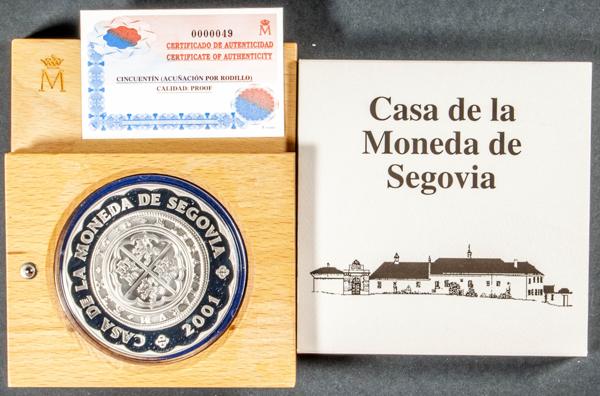 0000049
M
CERTIFICADO DE AUTENTICIDAD
CERTIFICATE OF AUTHENTICITY
CINCUENTÍN (ACUÑACIÓN POR RODILLO)
CALIDAD: PROOF
M
CASA DE LA MONEDA DE SEGOVIA
2001
Casa de la
Moneda de
Segovia